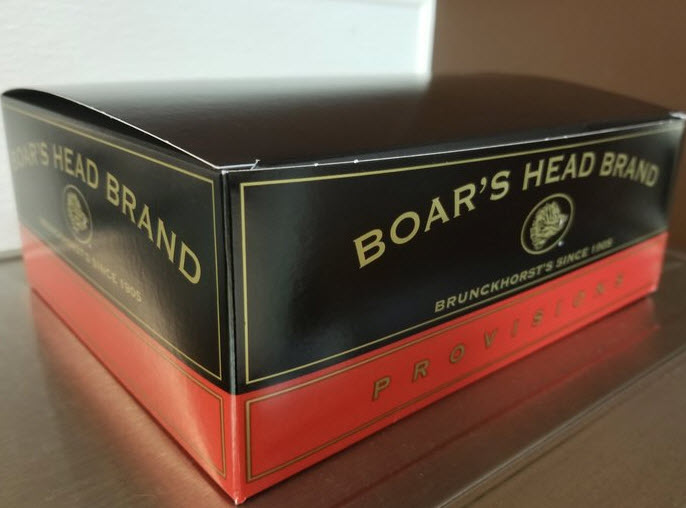 BOAR'S HEAD BRAND
BRUNCKHORST'S SINCE 1905
BOAR'S HEAD BRAND
BRUNCKHORST'S SINCE 1905
PROVISIONS